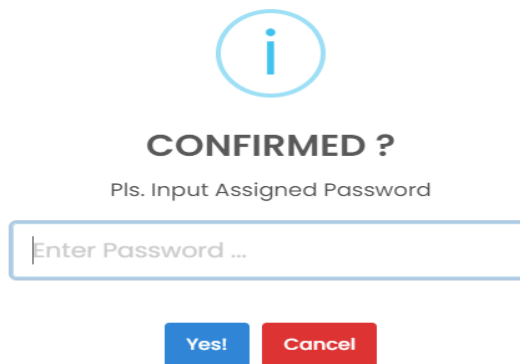 i
CONFIRMED ?
Pls. Input Assigned Password
Enter Password ...
Yes! Cancel